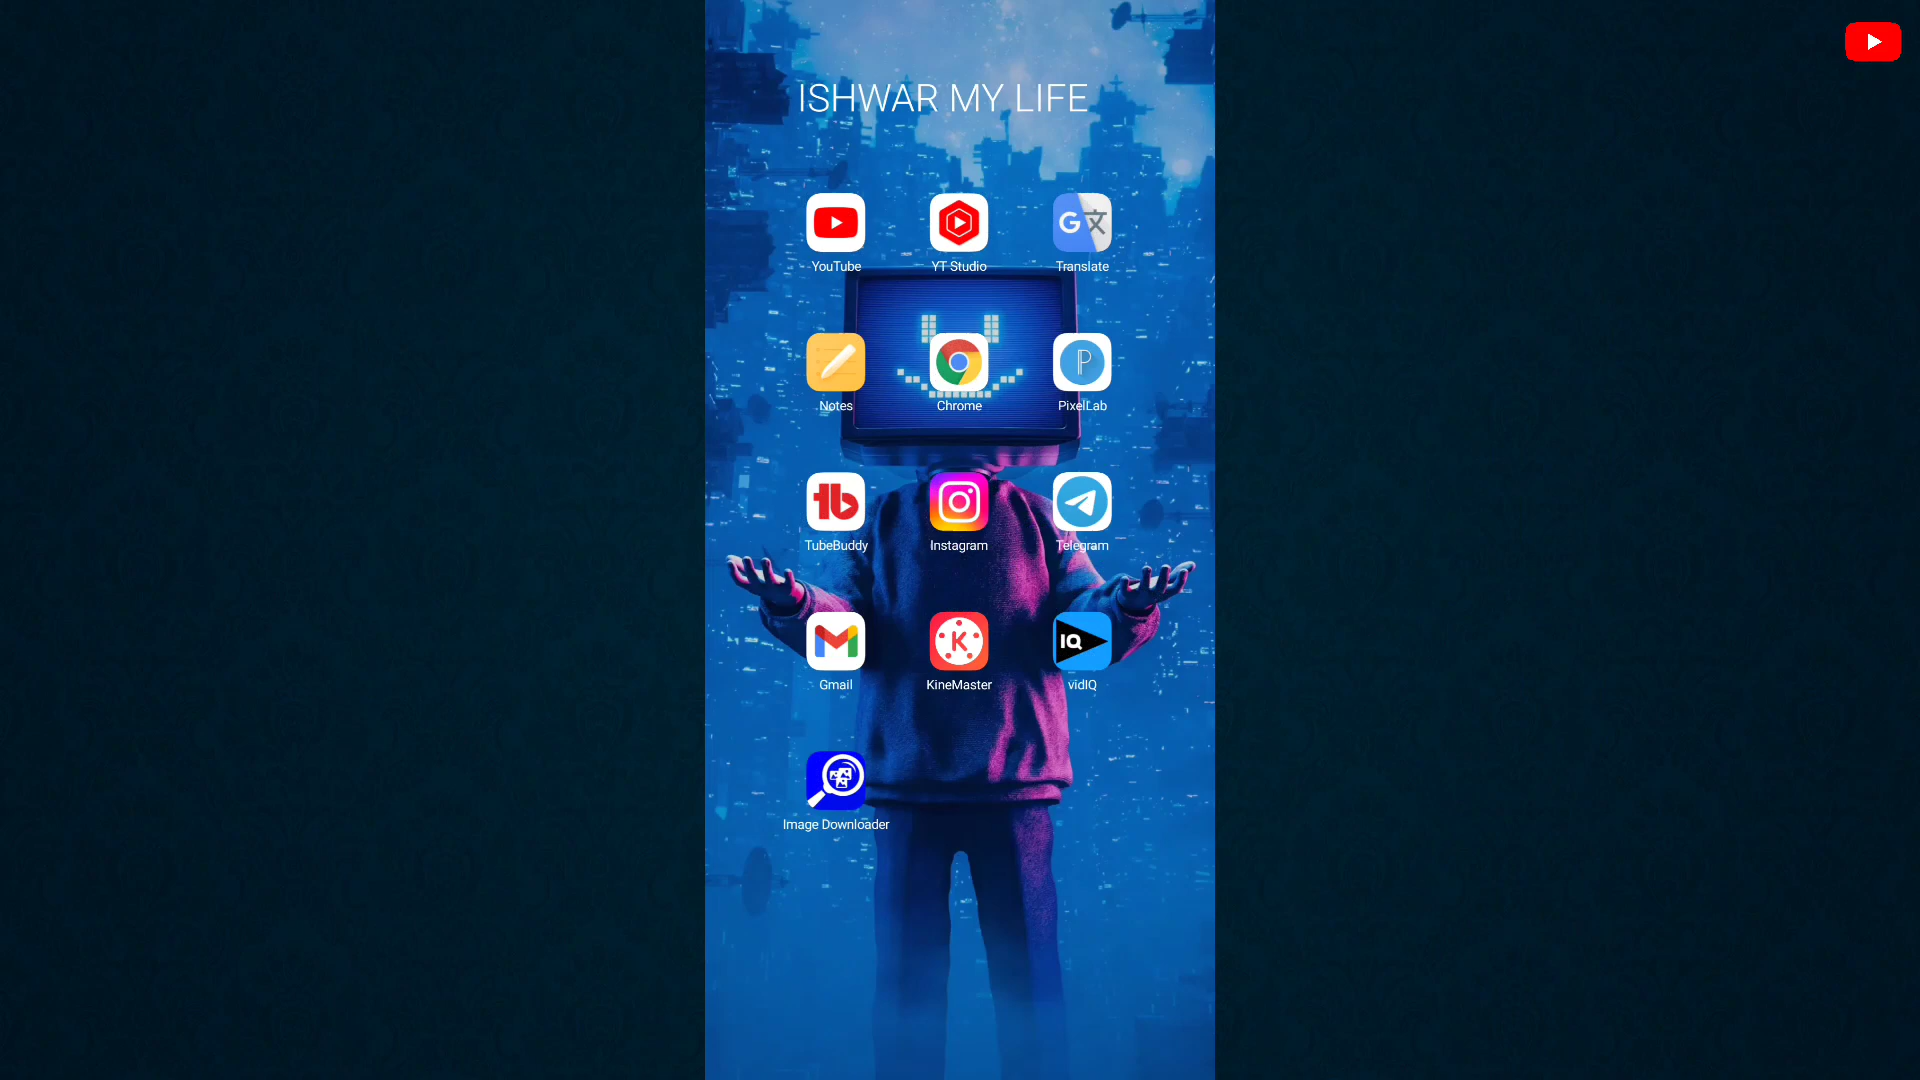 ISHWAR MY LIFE
YouTube
YT Studio
Translate
Notes
Chrome
PixelLab
TubeBuddy
Instagram
Telegram
Gmail
KineMaster
vidIQ
Image Downloader